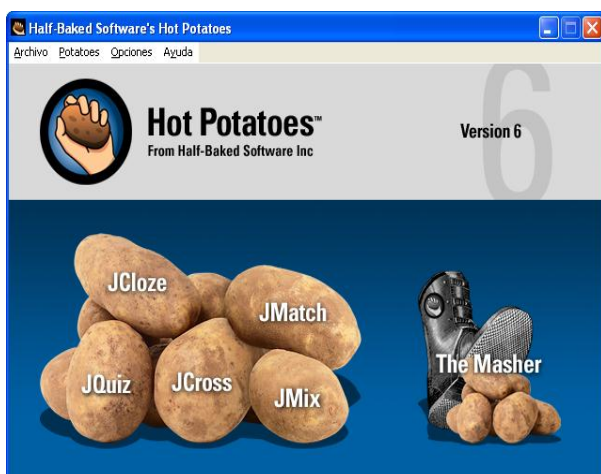 Half-Baked Software's Hot Potatoes
Archivo Potatoes Opciones Ayuda
Hot Potatoes™
From Half-Baked Software Inc
Version 6
6
JCloze
JMatch
JQuiz
JCross
JMix
The Masher